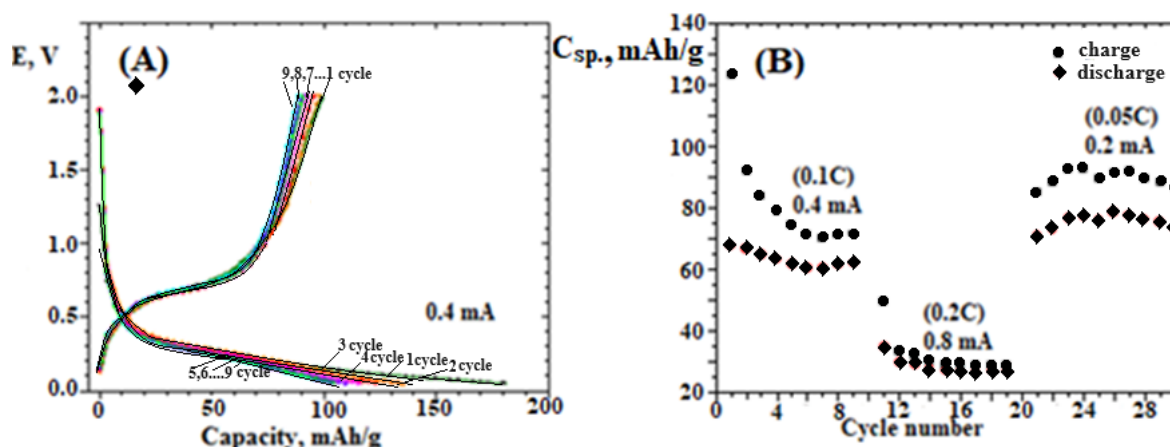 E, V
(A)
9,8,7...1 cycle
2.0
1.5
1.0
0.5
0.0
0.4 mA
3 cycle
4 cycle
1cycle
2 cycle
5,6....9 cycle
0
50
100
150
200
Capacity, mAh/g
Csp., mAh/g
(B)
charge
discharge
140
120
100
80
60
40
20
(0.1C)
0.4 mA
(0.05C)
0.2 mA
(0.2C)
0.8 mA
0 4 8 12 16 20 24 28
Cycle number